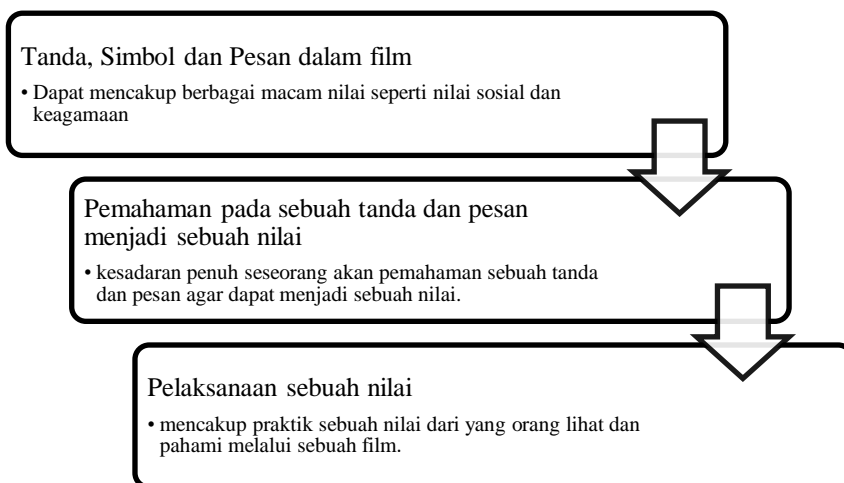 Tanda, Simbol dan Pesan dalam film
• Dapat mencakup berbagai macam nilai seperti nilai sosial dan
keagamaan
Pemahaman pada sebuah tanda dan pesan
menjadi sebuah nilai
• kesadaran penuh seseorang akan pemahaman sebuah tanda
dan pesan agar dapat menjadi sebuah nilai.
Pelaksanaan sebuah nilai
• mencakup praktik sebuah nilai dari yang orang lihat dan
pahami melalui sebuah film.